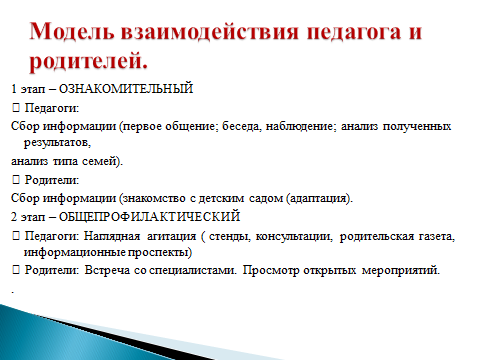 Модель взаимодействия педагога и
родителей.
1 этап – ОЗНАКОМИТЕЛЬНЫЙ
Педагоги:
Сбор информации (первое общение; беседа, наблюдение; анализ полученных
результатов,
анализ типа семей).
Родители:
Сбор информации (знакомство с детским садом (адаптация).
2 этап – ОБЩЕПРОФИЛАКТИЧЕСКИЙ
Педагоги: Наглядная агитация ( стенды, консультации, родительская газета,
информационные проспекты)
Родители: Встреча со специалистами. Просмотр открытых мероприятий.
.